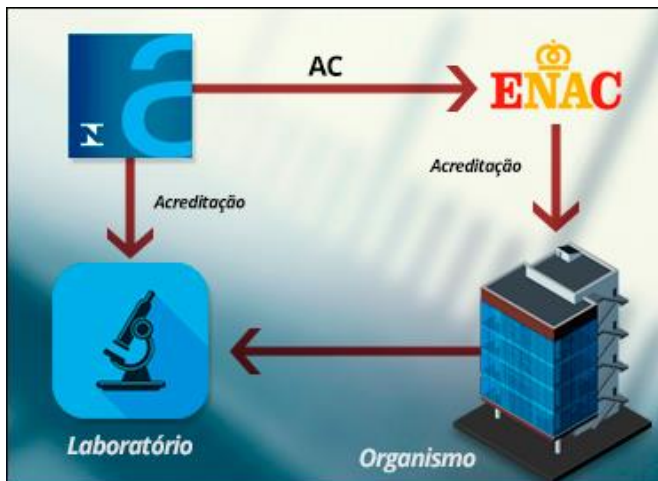 a
AC
ENAC
Acreditação
Acreditação
Laboratório
Organismo